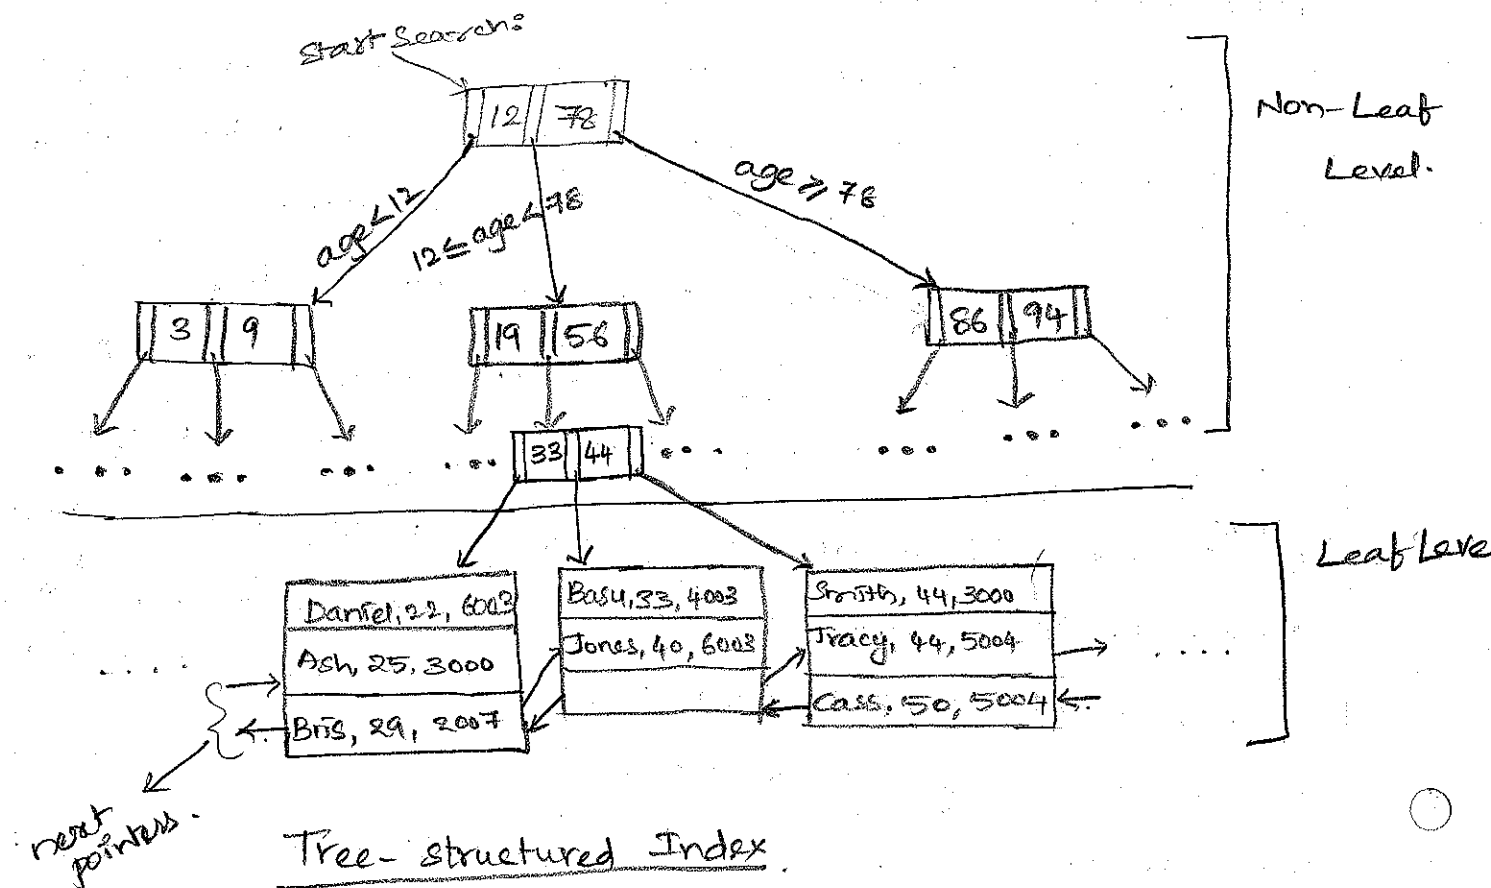 Start Search:
12 78
Non-Leaf
Level.
age<12
12≤age<78
age≥78
3 9
19 56
86 94
33 44
Leaf Leve
Daniel, 22, 6003
Ash, 25, 3000
Bris, 29, 2007
Basu, 33, 4003
Jones, 40, 6003
Smith, 44, 3000
Tracy, 44, 5004
Cass, 50, 5004
next
pointers.
Tree-structured Index.